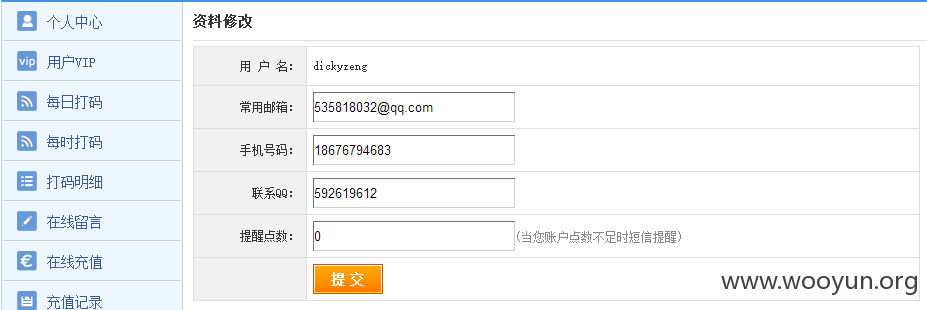 个人中心
vip 用户VIP
每日打码
每时打码
打码明细
在线留言
在线充值
充值记录
资料修改
用 户 名： dickyzeng
常用邮箱： 535818032@qq.com
手机号码： 18676794683
联系QQ： 592619612
提醒点数： 0 (当您账户点数不足时短信提醒)
提 交
www.wooyun.org